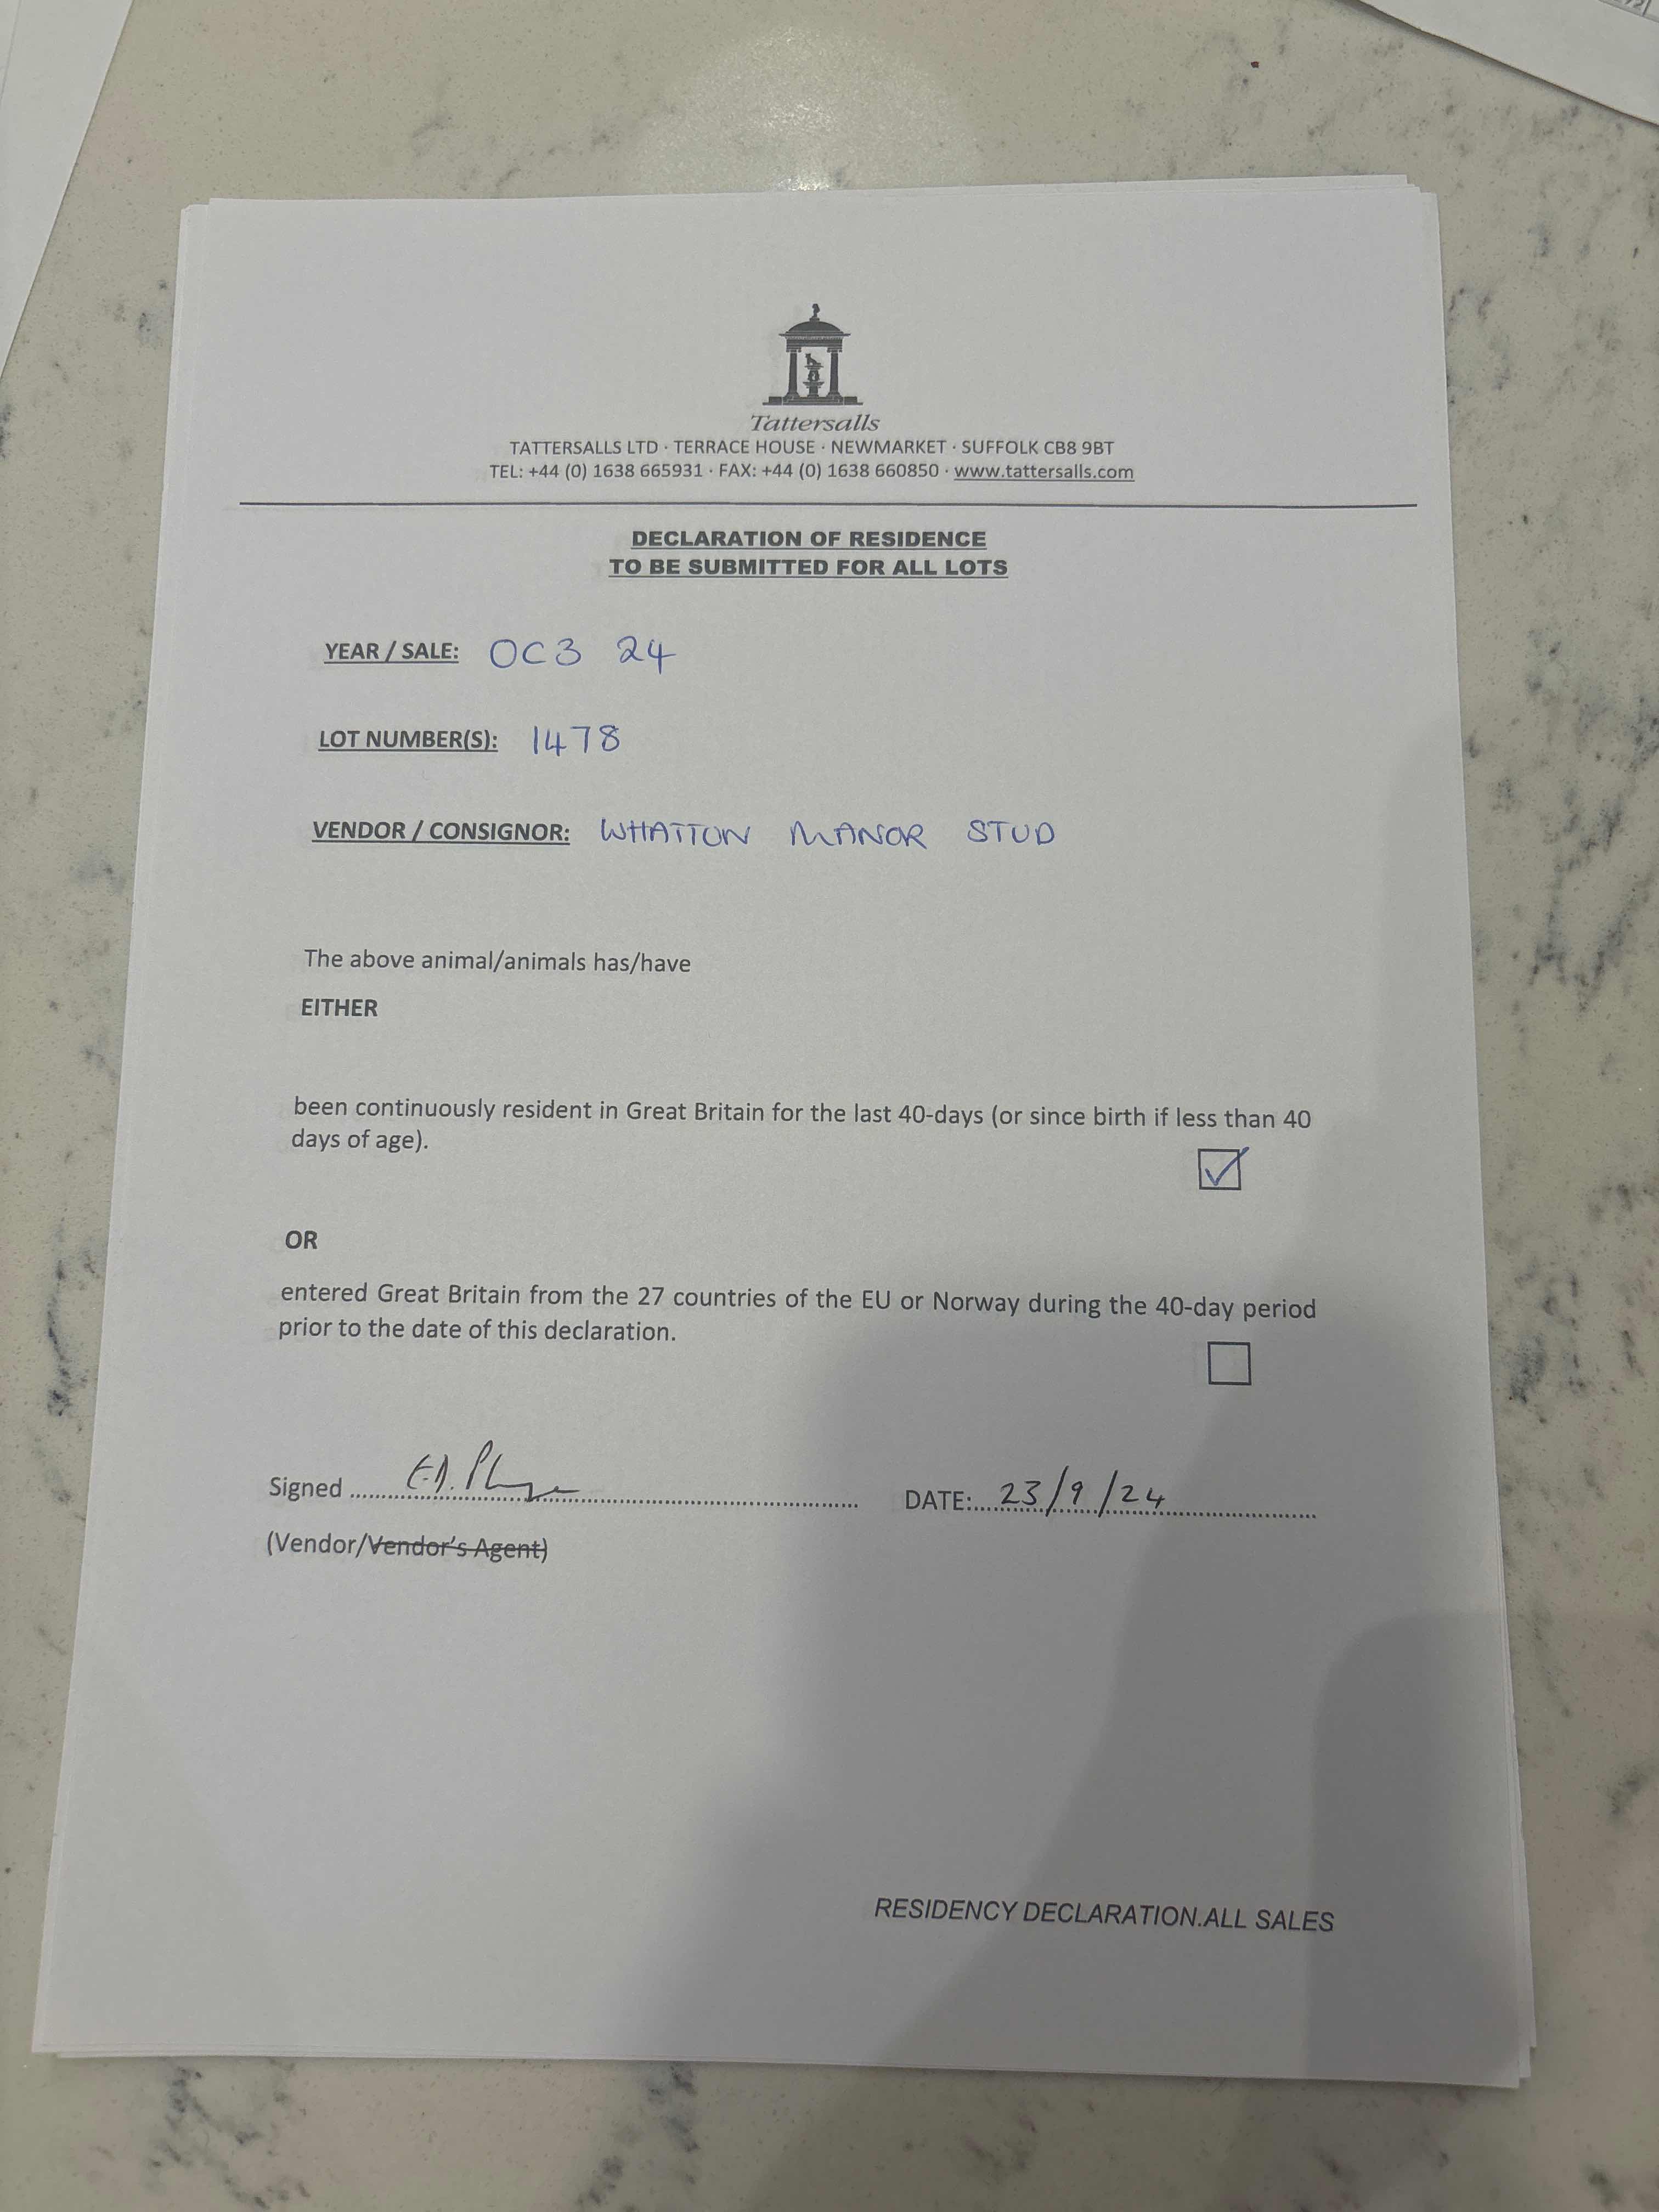 Tattersalls
TATTERSALLS LTD · TERRACE HOUSE · NEWMARKET · SUFFOLK CB8 9BT
TEL: +44 (0) 1638 665931 · FAX: +44 (0) 1638 660850 · www.tattersalls.com
DECLARATION OF RESIDENCE
TO BE SUBMITTED FOR ALL LOTS
YEAR / SALE: OC3 24
LOT NUMBER(S): 1478
VENDOR / CONSIGNOR: WHATTON MANOR STUD
The above animal/animals has/have
EITHER
been continuously resident in Great Britain for the last 40-days (or since birth if less than 40
days of age).
OR
entered Great Britain from the 27 countries of the EU or Norway during the 40-day period
prior to the date of this declaration.
Signed DATE: 23/9/24
(Vendor/Vendor's Agent)
RESIDENCY DECLARATION.ALL SALES